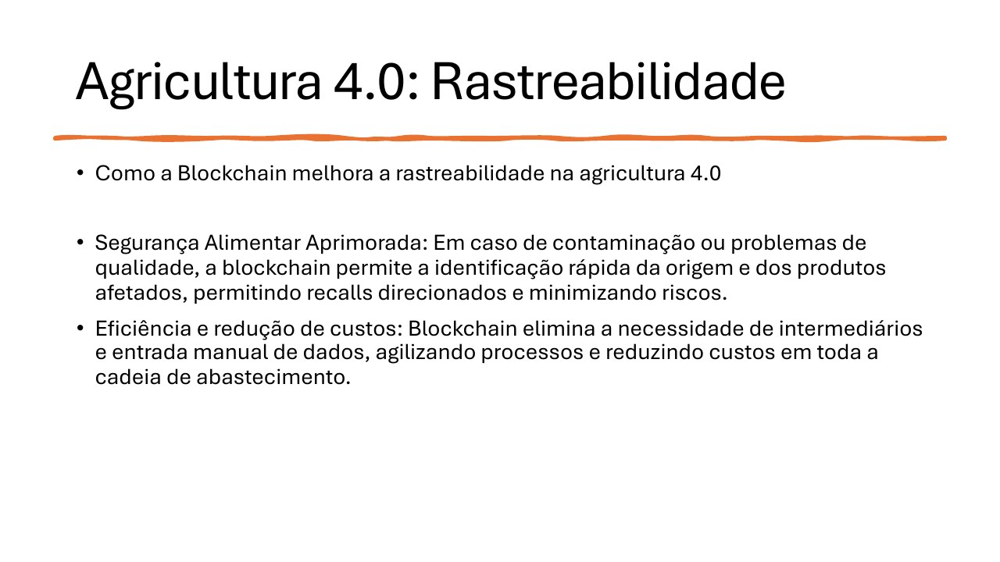 Agricultura 4.0: Rastreabilidade
• Como a Blockchain melhora a rastreabilidade na agricultura 4.0
• Segurança Alimentar Aprimorada: Em caso de contaminação ou problemas de
qualidade, a blockchain permite a identificação rápida da origem e dos produtos
afetados, permitindo recalls direcionados e minimizando riscos.
• Eficiência e redução de custos: Blockchain elimina a necessidade de intermediários
e entrada manual de dados, agilizando processos e reduzindo custos em toda a
cadeia de abastecimento.